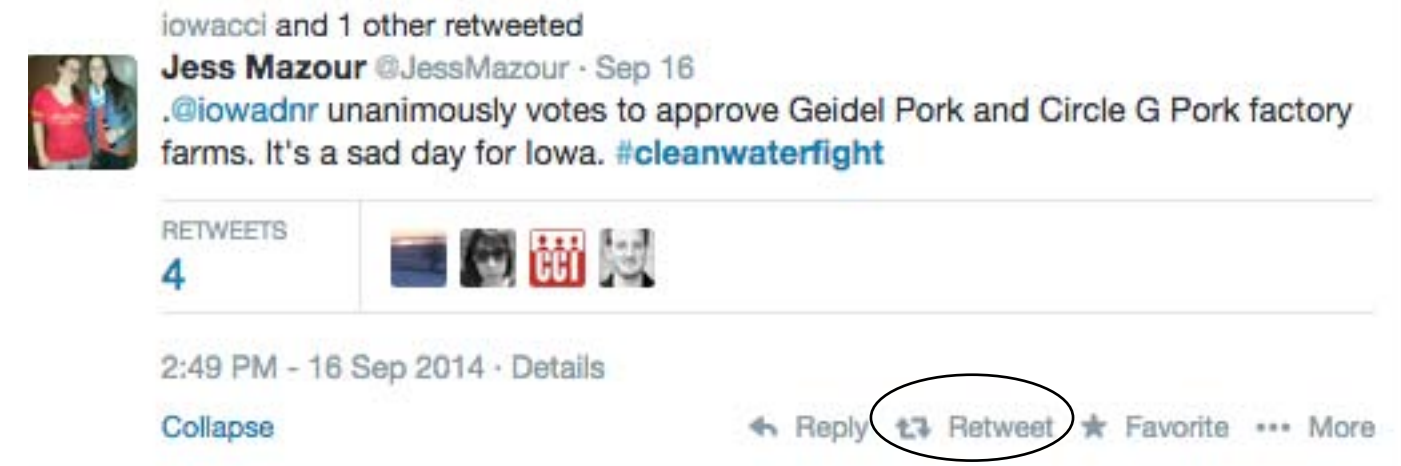 iowacci and 1 other retweeted
Jess Mazour @JessMazour · Sep 16
.@iowadnr unanimously votes to approve Geidel Pork and Circle G Pork factory
farms. It's a sad day for Iowa. #cleanwaterfight
RETWEETS
4
CCI
2:49 PM - 16 Sep 2014 · Details
Collapse Reply Retweet Favorite More